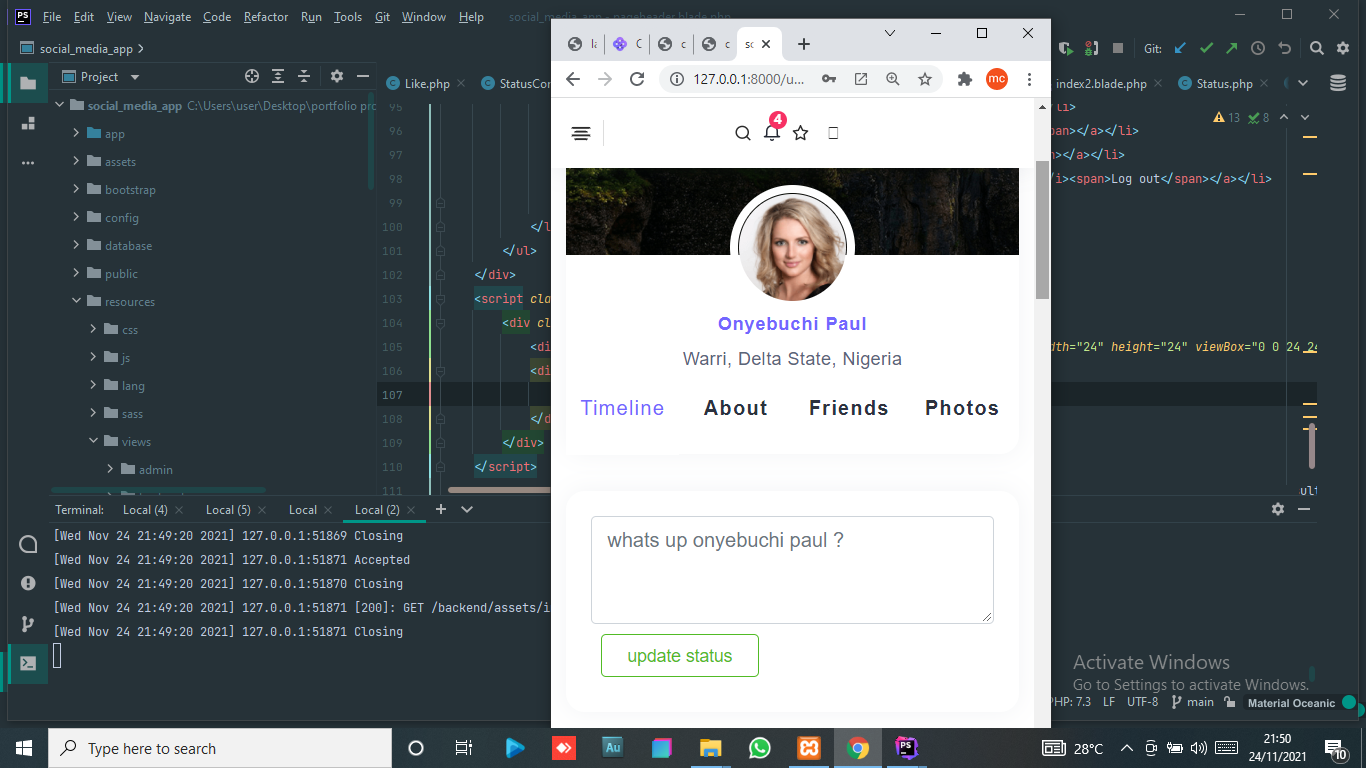 PS File Edit View Navigate Code Refactor Run Tools Git Window Help social_media_app - pageheader.blade.php
social_media_app Git:
Project Like.php StatusCon index2.blade.php Status.php
social_media_app C:\Users\user\Desktop\portfolio pr
app
assets
bootstrap
config
database
public
resources
css
js
lang
sass
views
admin
95
96
97
98
99
100 </l
101 </ul>
102 </div>
103 <script cla
104 <div cl
105 <di
106 <di
107
108 </d
109 </div>
110 </script>
111
127.0.0.1:8000/u...
mc
4
Onyebuchi Paul
Warri, Delta State, Nigeria
Timeline About Friends Photos
whats up onyebuchi paul ?
update status
/li>
pan></a></li>
n></a></li>
/i><span>Log out</span></a></li>
13 8
dth="24" height="24" viewBox="0 0 24 24
ult
Terminal: Local (4) Local (5) Local Local (2)
[Wed Nov 24 21:49:20 2021] 127.0.0.1:51869 Closing
[Wed Nov 24 21:49:20 2021] 127.0.0.1:51871 Accepted
[Wed Nov 24 21:49:20 2021] 127.0.0.1:51870 Closing
[Wed Nov 24 21:49:20 2021] 127.0.0.1:51871 [200]: GET /backend/assets/i
[Wed Nov 24 21:49:20 2021] 127.0.0.1:51871 Closing
Activate Windows
Go to Settings to activate Windows.
PHP: 7.3 LF UTF-8 main Material Oceanic
Type here to search
Au
PS
28°C
21:50
24/11/2021
10